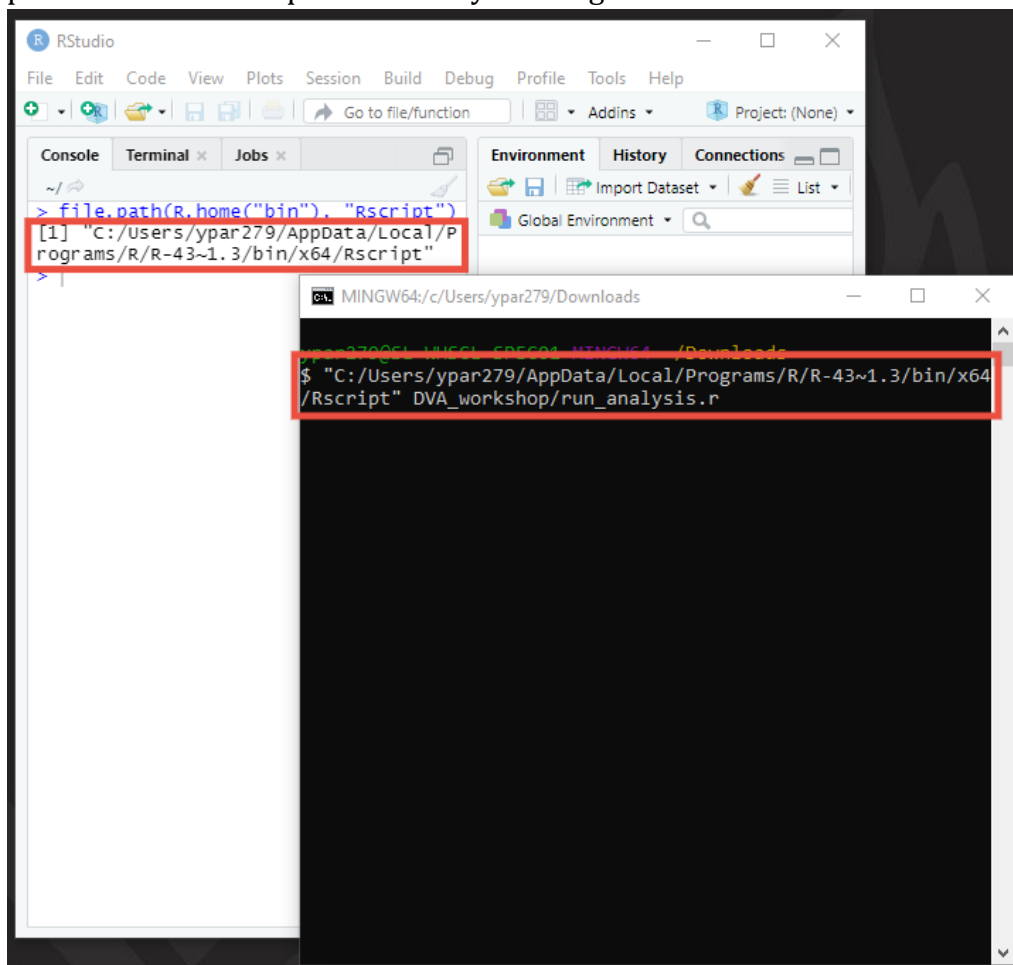 RStudio
File Edit Code View Plots Session Build Debug Profile Tools Help
Go to file/function Addins Project: (None)
Console Terminal Jobs
Environment History Connections
~/
Import Dataset List
> file.path(R.home("bin"), "Rscript")
Global Environment
[1] "C:/Users/ypar279/AppData/Local/P
rograms/R/R-43~1.3/bin/x64/Rscript"
>
MINGW64:/c/Users/ypar279/Downloads
MINGW64 ~/Downloads
$ "C:/Users/ypar279/AppData/Local/Programs/R/R-43~1.3/bin/x64
/Rscript" DVA_workshop/run_analysis.r